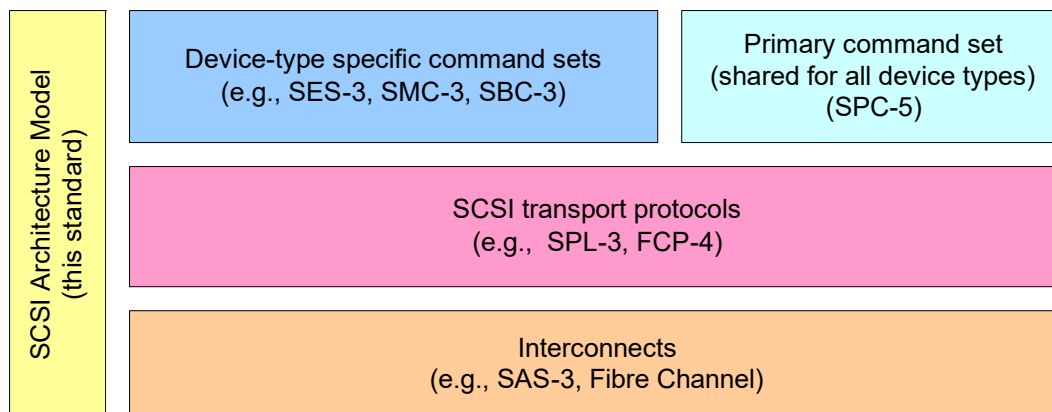 SCSI Architecture Model
(this standard)
Device-type specific command sets
(e.g., SES-3, SMC-3, SBC-3)
Primary command set
(shared for all device types)
(SPC-5)
SCSI transport protocols
(e.g.,  SPL-3, FCP-4)
Interconnects
(e.g., SAS-3, Fibre Channel)